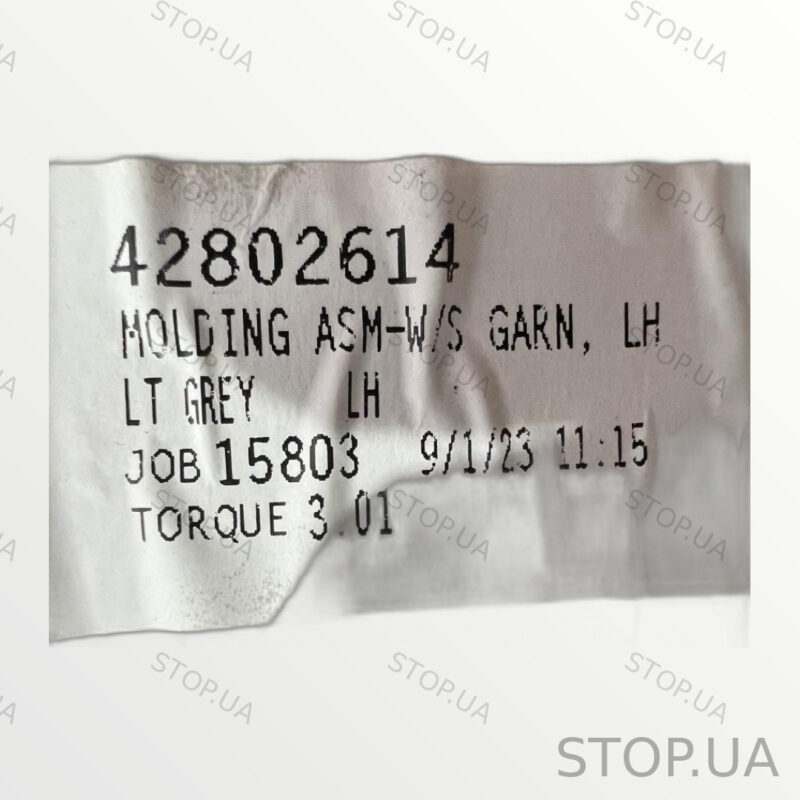 42802614
MOLDING ASM-W/S GARN, LH
LT GREY LH
JOB 15803 9/1/23 11:15
TORQUE 3.01
STOP.UA